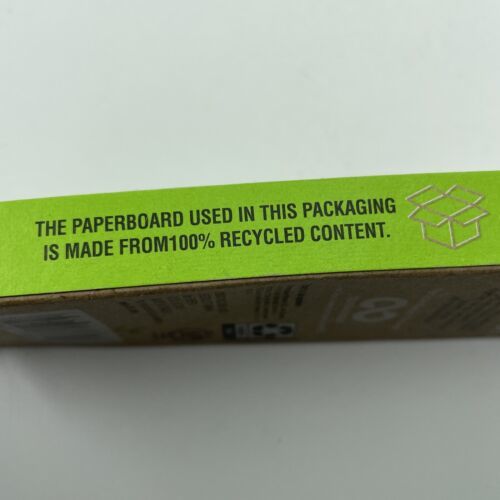 THE PAPERBOARD USED IN THIS PACKAGING
IS MADE FROM100% RECYCLED CONTENT.